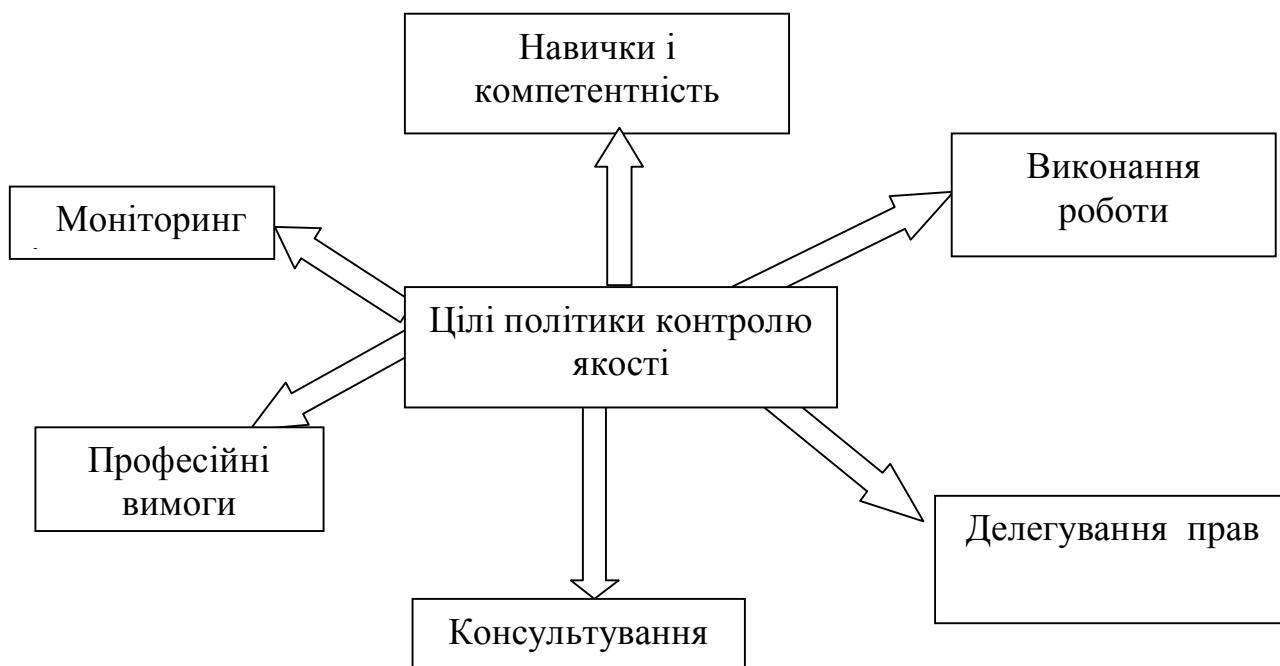 Навички і
компетентність
Виконання
роботи
Моніторинг
Цілі політики контролю
якості
Професійні
вимоги
Делегування прав
Консультування